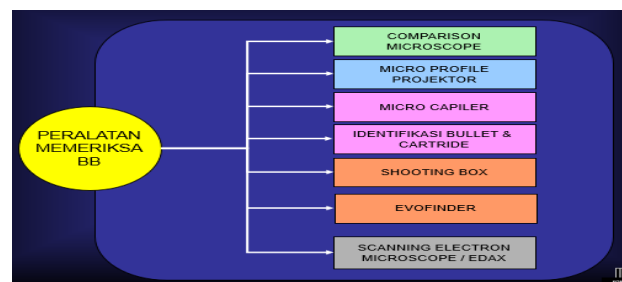 COMPARISON
MICROSCOPE
MICRO PROFILE
PROJEKTOR
MICRO CAPILER
PERALATAN
MEMERIKSA
BB
IDENTIFIKASI BULLET &
CARTRIDE
SHOOTING BOX
EVOFINDER
SCANNING ELECTRON
MICROSCOPE / EDAX